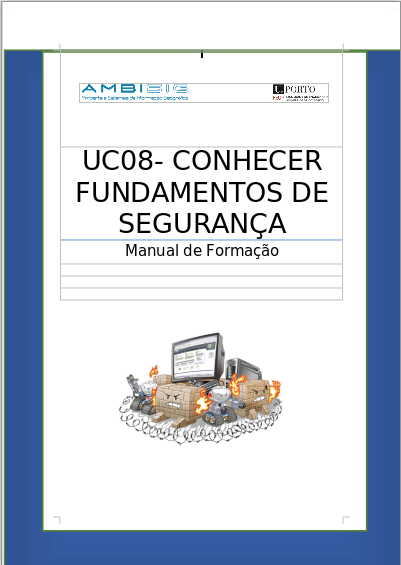 AMBISIG
Ambiente e Sistemas de Informação Geográfica
U. PORTO
UC08- CONHECER
FUNDAMENTOS DE
SEGURANÇA
Manual de Formação